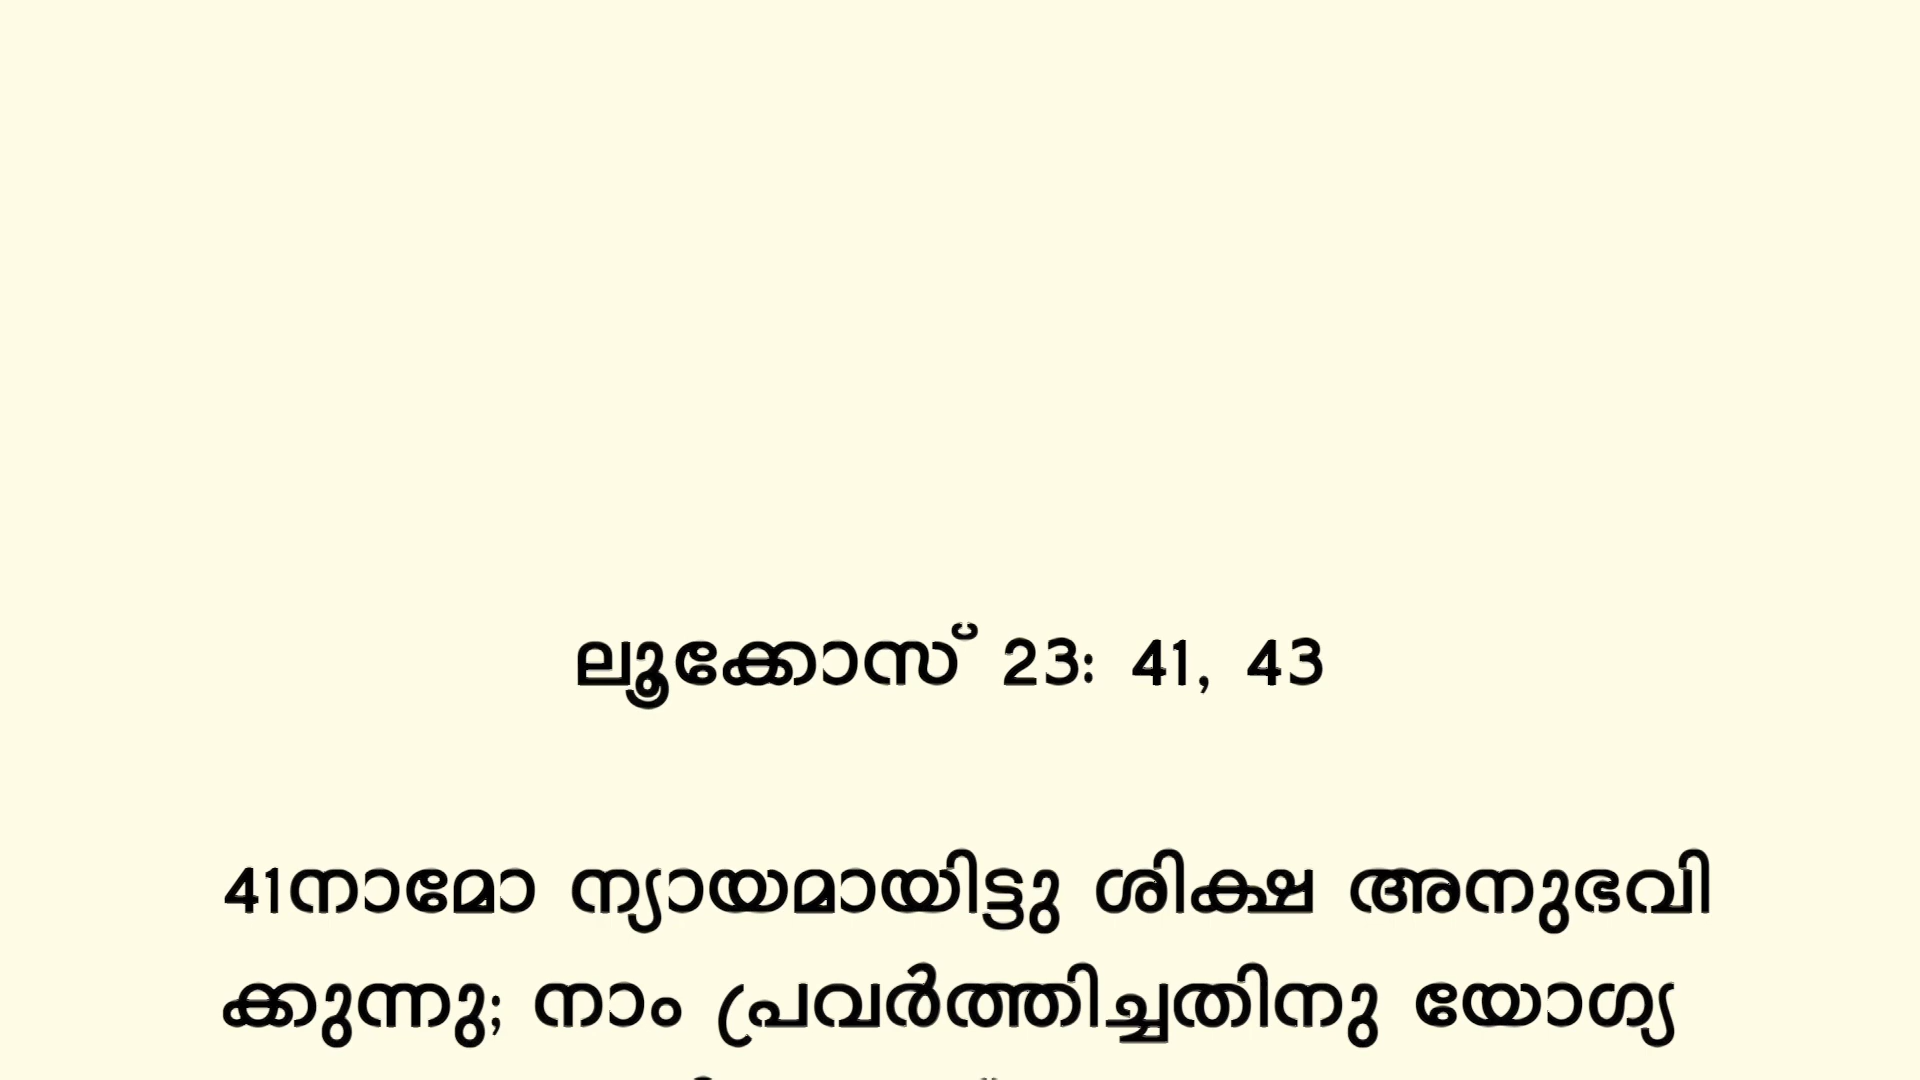 ലൂക്കോസ് 23: 41, 43
41നാമോ ന്യായമായിട്ടു ശിക്ഷ അനുഭവി
ക്കുന്നു; നാം പ്രവർത്തിച്ചതിനു യോഗ്യ